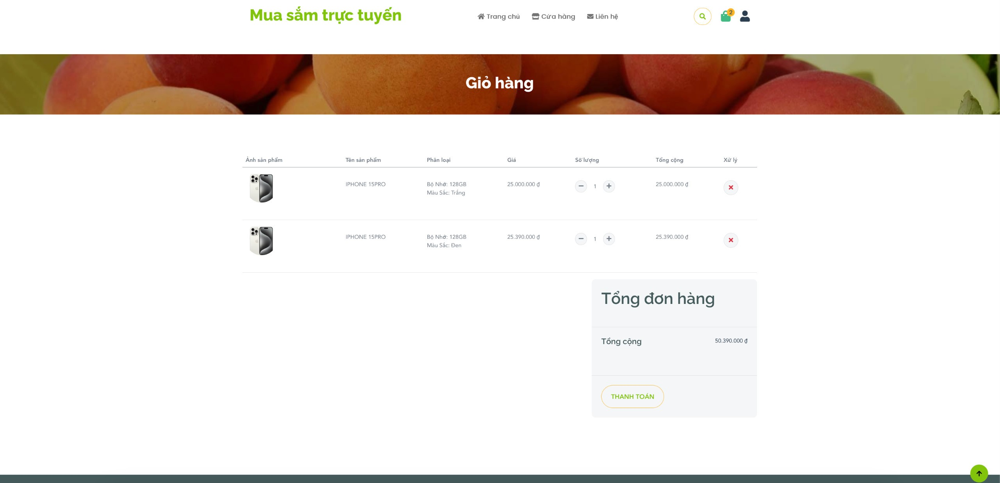 Mua sắm trực tuyến
Trang chủ
Cửa hàng
Liên hệ
2
Giỏ hàng
Ảnh sản phẩm
Tên sản phẩm
Phân loại
Giá
Số lượng
Tổng cộng
Xử lý
IPHONE 15PRO
Bộ Nhớ: 128GB
Màu Sắc: Trắng
25.000.000 ₫
1
25.000.000 ₫
IPHONE 15PRO
Bộ Nhớ: 128GB
Màu Sắc: Đen
25.390.000 ₫
1
25.390.000 ₫
Tổng đơn hàng
Tổng cộng
50.390.000 ₫
THANH TOÁN